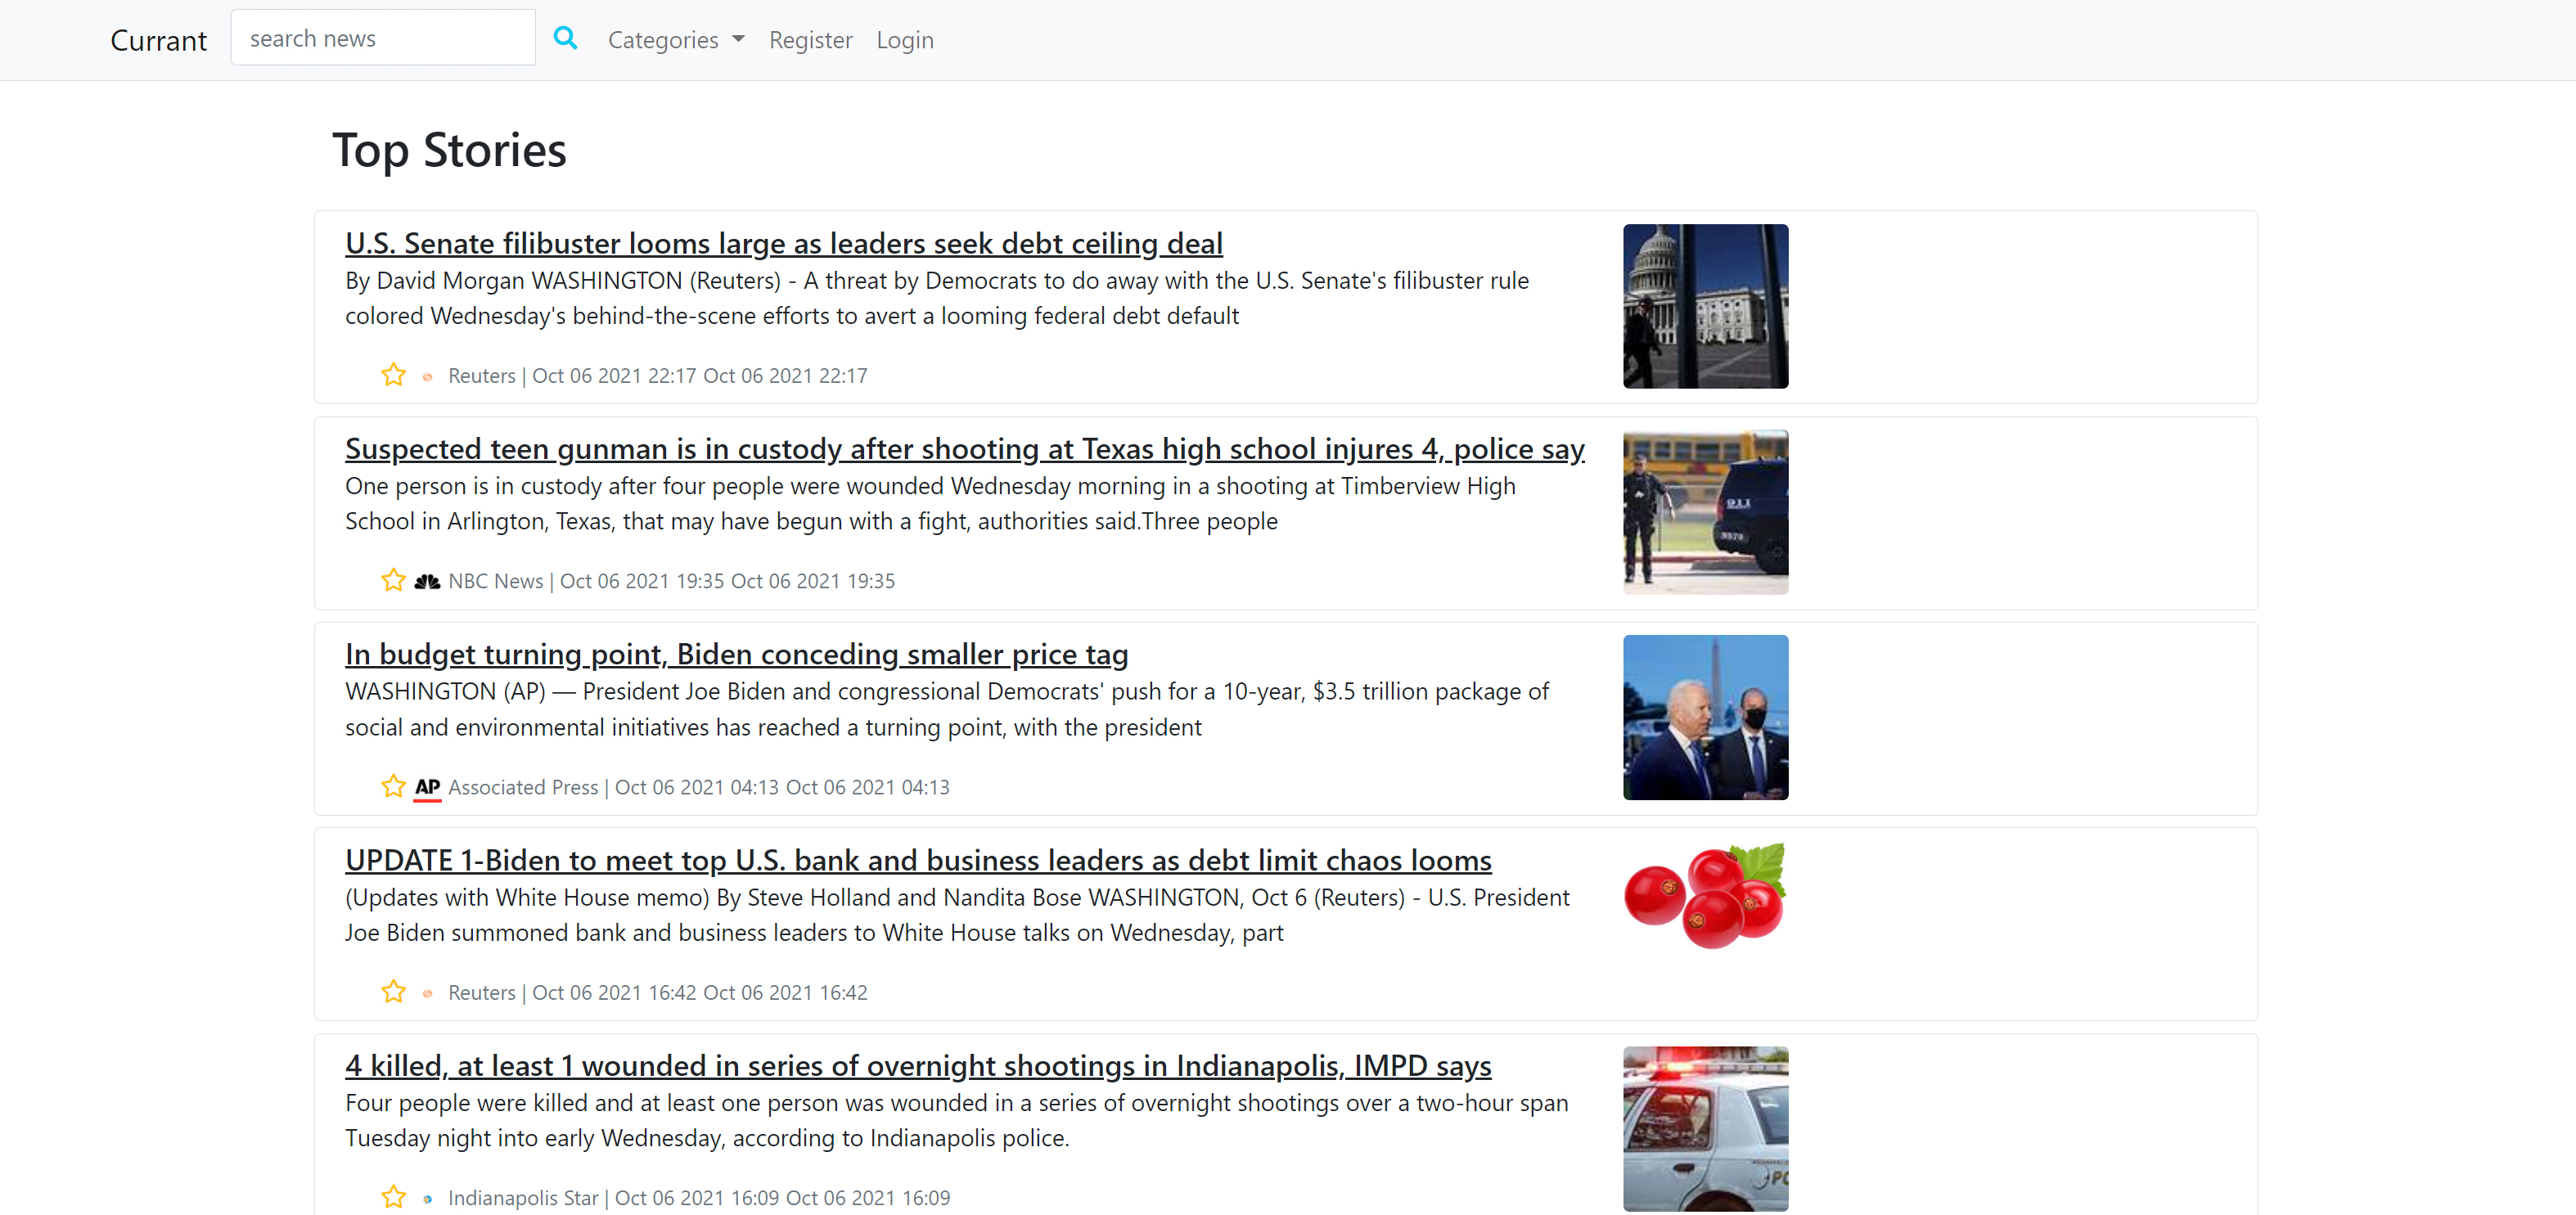 Currant search news Categories Register Login
Top Stories
U.S. Senate filibuster looms large as leaders seek debt ceiling deal
By David Morgan WASHINGTON (Reuters) - A threat by Democrats to do away with the U.S. Senate's filibuster rule
colored Wednesday's behind-the-scene efforts to avert a looming federal debt default
Reuters | Oct 06 2021 22:17 Oct 06 2021 22:17
Suspected teen gunman is in custody after shooting at Texas high school injures 4, police say
One person is in custody after four people were wounded Wednesday morning in a shooting at Timberview High
School in Arlington, Texas, that may have begun with a fight, authorities said.Three people
911
NBC News | Oct 06 2021 19:35 Oct 06 2021 19:35
In budget turning point, Biden conceding smaller price tag
WASHINGTON (AP) — President Joe Biden and congressional Democrats' push for a 10-year, $3.5 trillion package of
social and environmental initiatives has reached a turning point, with the president
AP Associated Press | Oct 06 2021 04:13 Oct 06 2021 04:13
UPDATE 1-Biden to meet top U.S. bank and business leaders as debt limit chaos looms
(Updates with White House memo) By Steve Holland and Nandita Bose WASHINGTON, Oct 6 (Reuters) - U.S. President
Joe Biden summoned bank and business leaders to White House talks on Wednesday, part
Reuters | Oct 06 2021 16:42 Oct 06 2021 16:42
4 killed, at least 1 wounded in series of overnight shootings in Indianapolis, IMPD says
Four people were killed and at least one person was wounded in a series of overnight shootings over a two-hour span
Tuesday night into early Wednesday, according to Indianapolis police.
Indianapolis Star | Oct 06 2021 16:09 Oct 06 2021 16:09